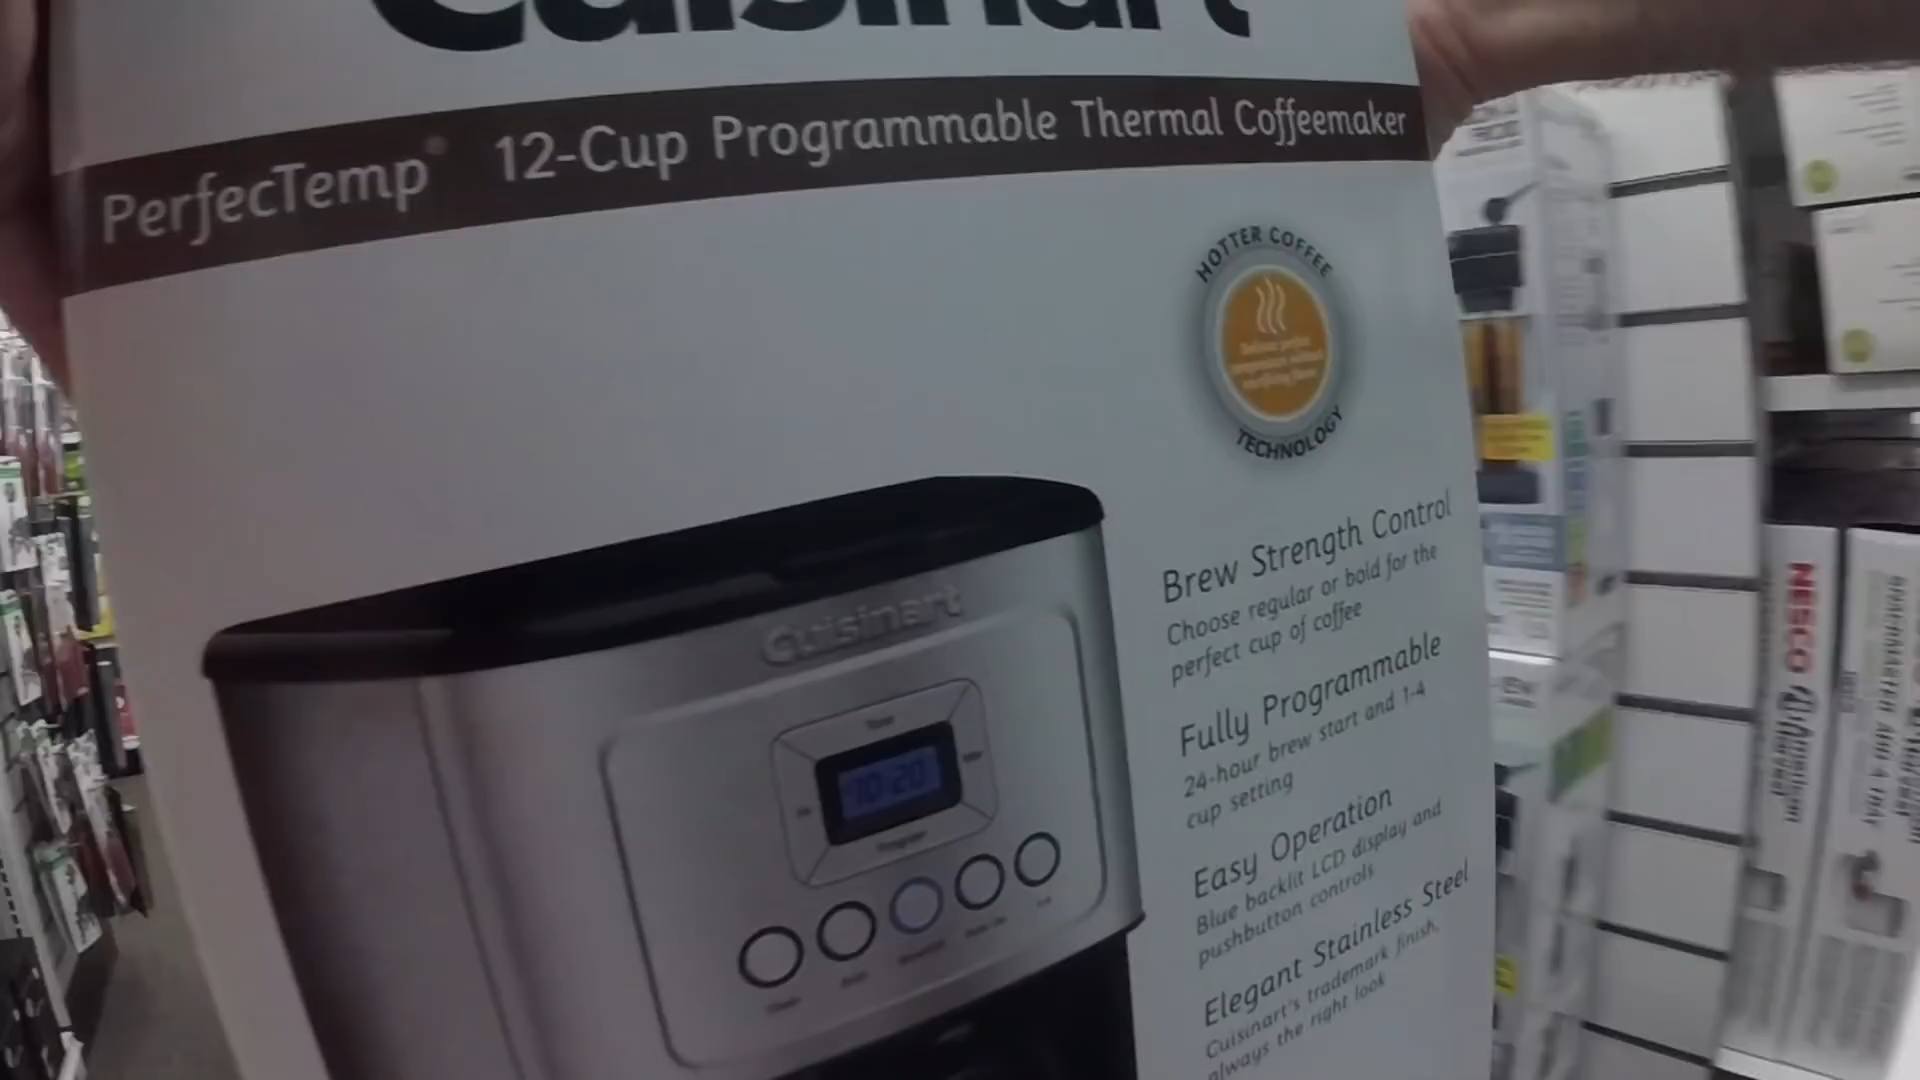 Cuisinart
PerfecTemp® 12-Cup Programmable Thermal Coffeemaker
HOTTER COFFEE
TECHNOLOGY
Brew Strength Control
Choose regular or bold for the
perfect cup of coffee
Fully Programmable
24-hour brew start and 1-4
cup setting
Easy Operation
Blue backlit LCD display and
pushbutton controls
Elegant Stainless Steel
Cuisinart's trademark finish,
always the right look
Cuisinart
10:20
Program
NESCO